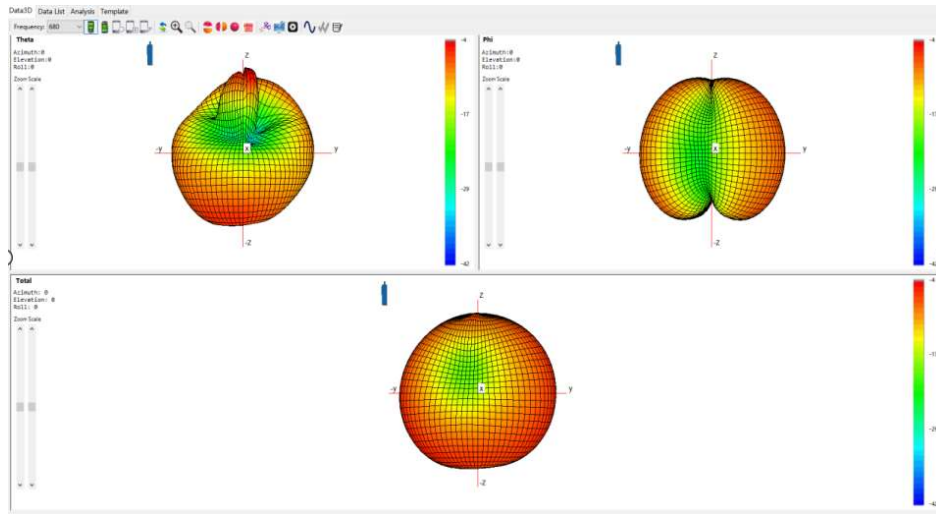 Data3D Data List Analysis Template
Frequency: 680
Theta
Azimuth:0
Elevation:0
Roll:0
Zoom Scale
Z
-y
x
y
-Z
-4
-17
-29
-42
Phi
Azimuth:0
Elevation:0
Roll:0
Zoom Scale
Z
-y
x
y
-Z
-4
-17
-29
-42
Total
Azimuth: 0
Elevation: 0
Roll: 0
Zoom Scale
Z
-y
x
y
-Z
-4